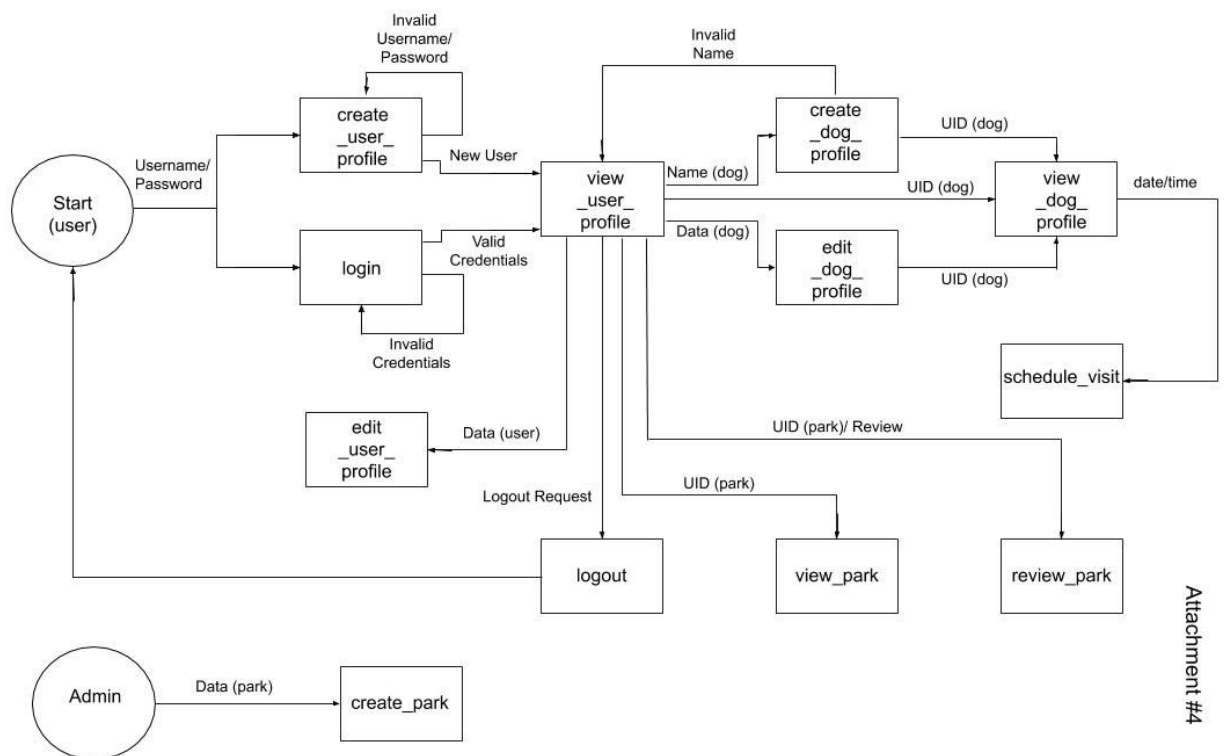 Invalid
Username/
Password
Invalid
Name
create
_user_
profile
create
_dog_
profile
UID (dog)
Username/
Password
New User
Start
(user)
view
_user_
profile
Name (dog)
UID (dog)
view
_dog_
profile
date/time
Data (dog)
login
Valid
Credentials
edit
_dog_
profile
UID (dog)
Invalid
Credentials
schedule_visit
edit
_user_
profile
Data (user)
UID (park)/ Review
Logout Request
UID (park)
logout
view_park
review_park
Attachment #4
Admin
Data (park)
create_park